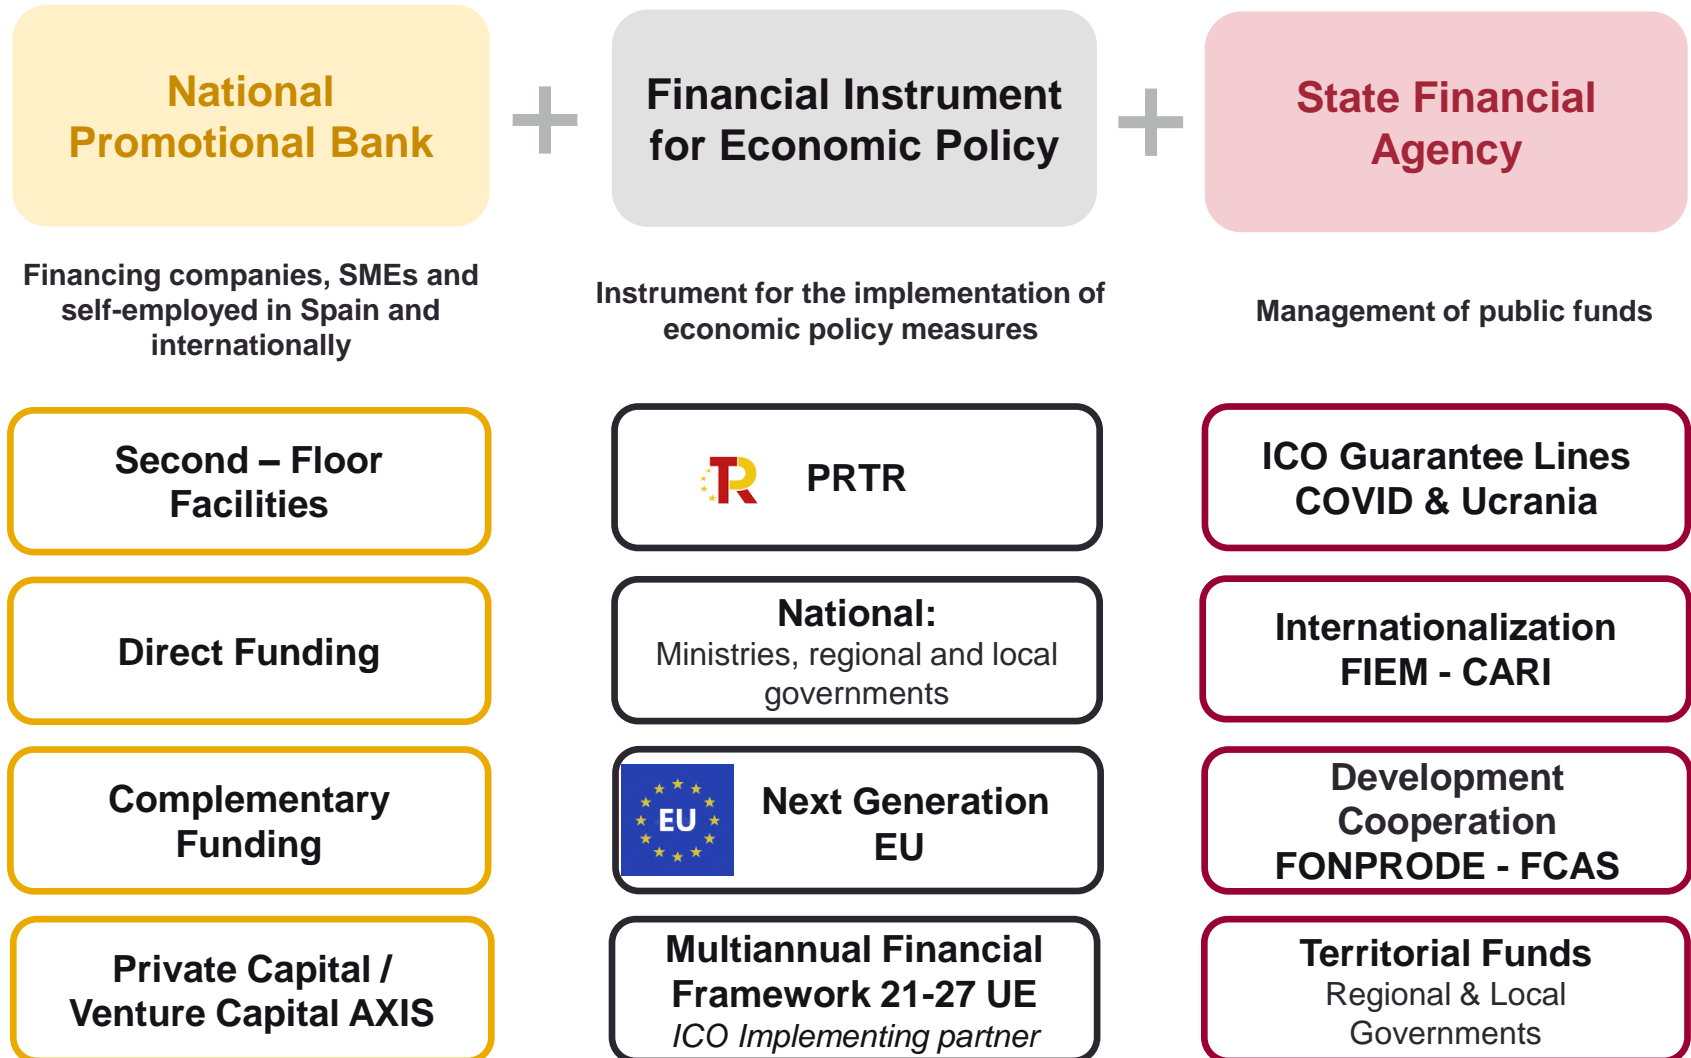 National
Promotional Bank
+
Financial Instrument
for Economic Policy
+
State Financial
Agency
Financing companies, SMEs and
self-employed in Spain and
internationally
Instrument for the implementation of
economic policy measures
Management of public funds
Second – Floor
Facilities
TR PRTR
ICO Guarantee Lines
COVID & Ucrania
Direct Funding
National:
Ministries, regional and local
governments
Internationalization
FIEM - CARI
Complementary
Funding
EU
Next Generation
EU
Development
Cooperation
FONPRODE - FCAS
Private Capital /
Venture Capital AXIS
Multiannual Financial
Framework 21-27 UE
ICO Implementing partner
Territorial Funds
Regional & Local
Governments